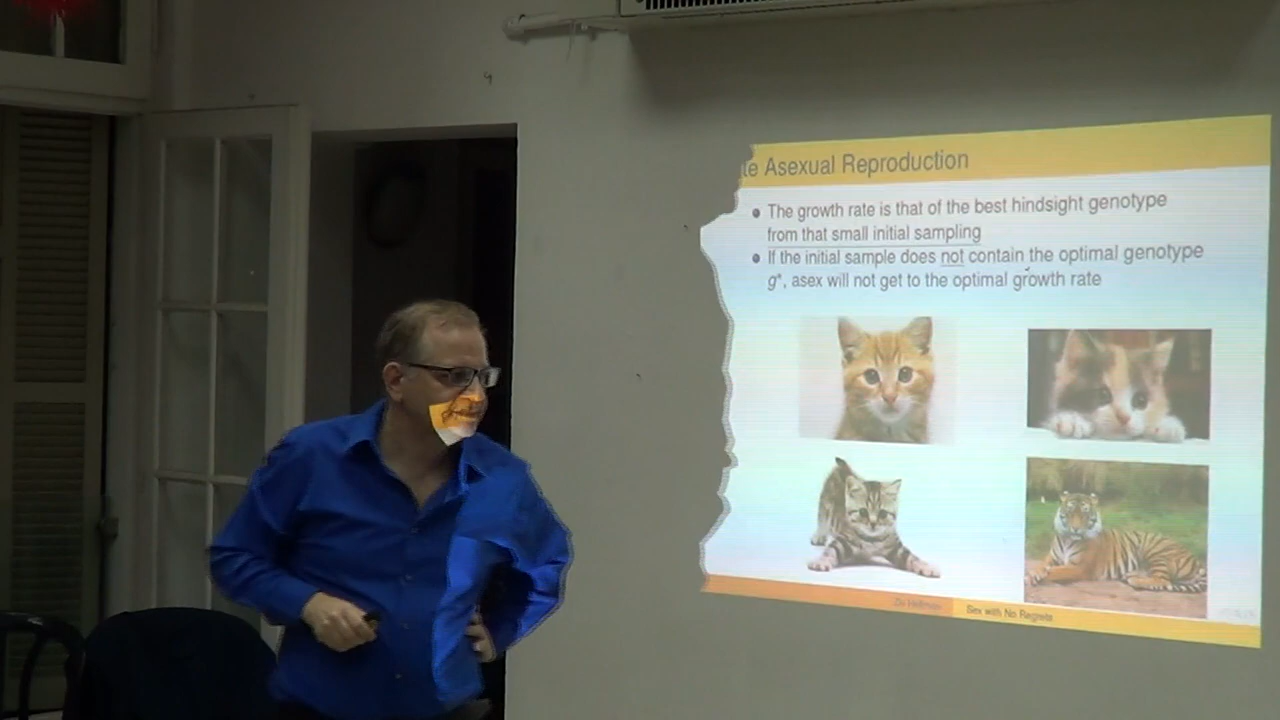 te Asexual Reproduction
The growth rate is that of the best hindsight genotype
from that small initial sampling
If the initial sample does not contain the optimal genotype
g*, asex will not get to the optimal growth rate
Sex with No Regrets